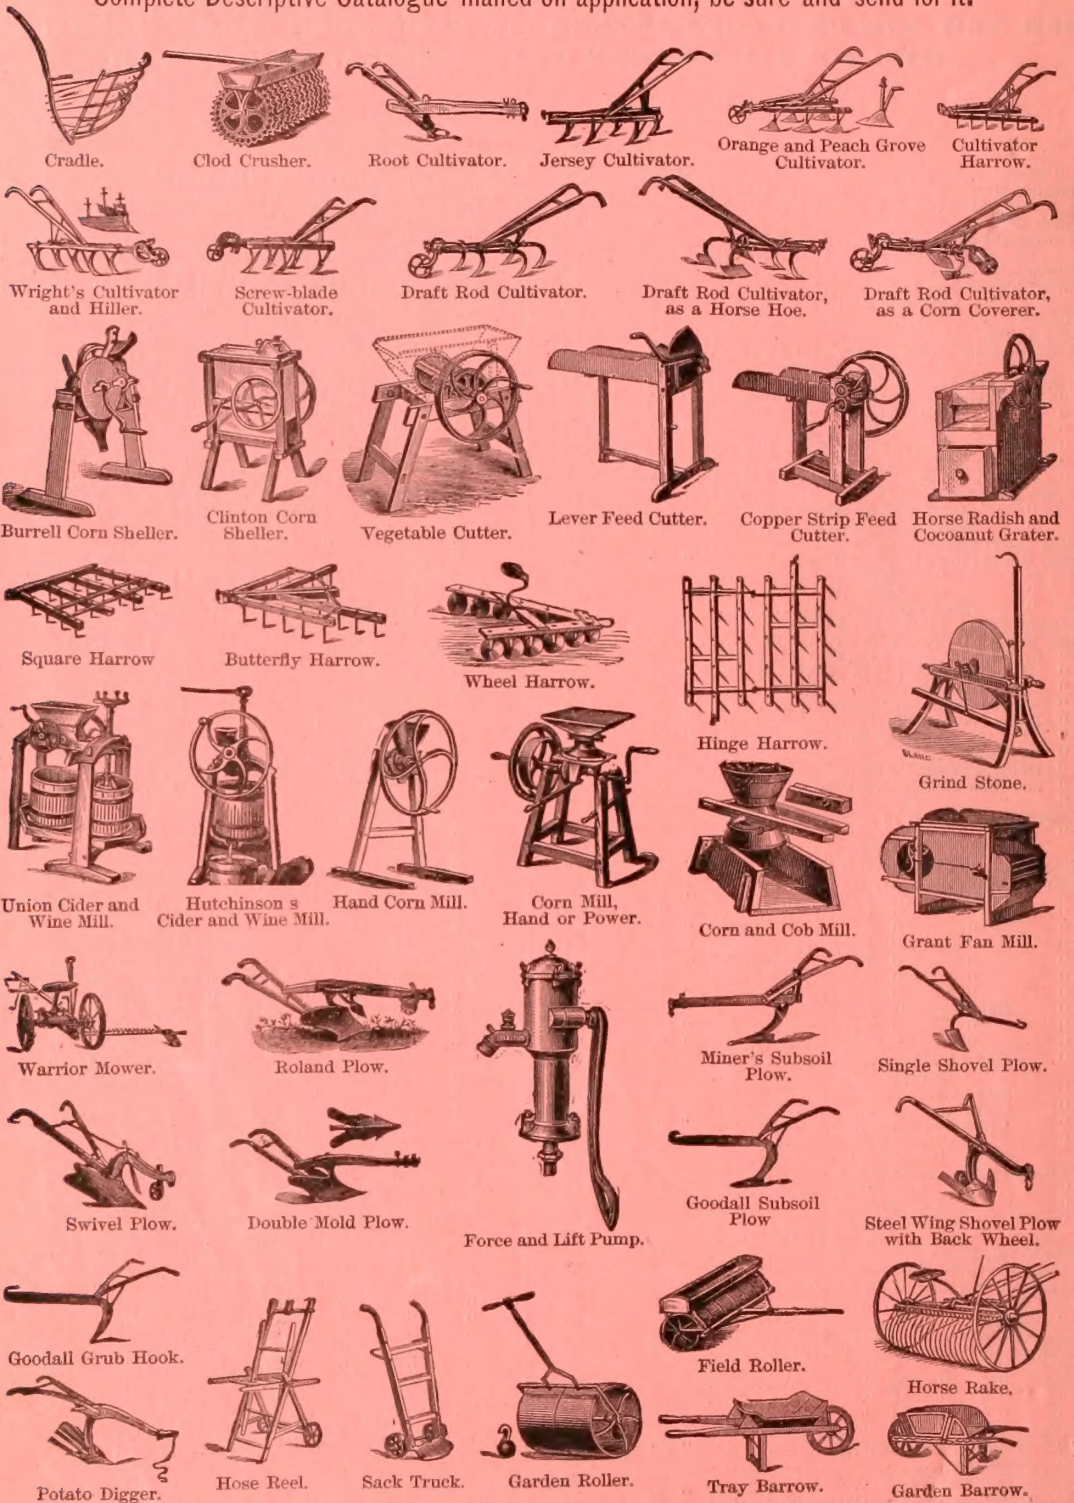 Complete Descriptive Catalogue mailed on application, be sure and send for it.
Cradle.
Clod Crusher.
Root Cultivator.
Jersey Cultivator.
Orange and Peach Grove
Cultivator.
Cultivator
Harrow.
Wright's Cultivator
and Hiller.
Screw-blade
Cultivator.
Draft Rod Cultivator.
Draft Rod Cultivator,
as a Horse Hoe.
Draft Rod Cultivator,
as a Corn Coverer.
Burrell Corn Sheller.
Clinton Corn
Sheller.
Vegetable Cutter.
Lever Feed Cutter.
Copper Strip Feed
Cutter.
Horse Radish and
Cocoanut Grater.
Square Harrow
Butterfly Harrow.
Wheel Harrow.
Hinge Harrow.
BLANC
Grind Stone.
Union Cider and
Wine Mill.
Hutchinson s
Cider and Wine Mill.
Hand Corn Mill.
Corn Mill,
Hand or Power.
Corn and Cob Mill.
Grant Fan Mill.
Warrior Mower.
Roland Plow.
Force and Lift Pump.
Miner's Subsoil
Plow.
Single Shovel Plow.
Swivel Plow.
Double Mold Plow.
Goodall Subsoil
Plow
Steel Wing Shovel Plow
with Back Wheel.
Goodall Grub Hook.
Field Roller.
Horse Rake.
Potato Digger.
Hose Reel.
Sack Truck.
Garden Roller.
Tray Barrow.
Garden Barrow.